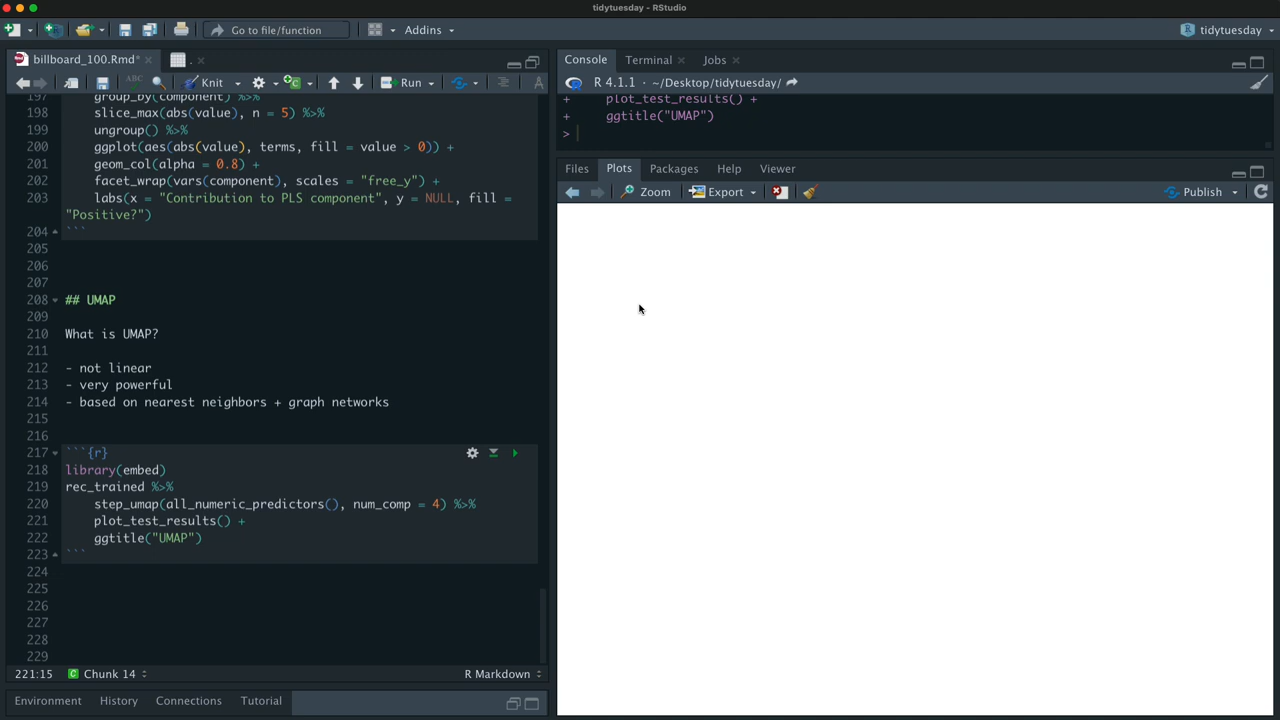 tidytuesday - RStudio
Go to file/function
Addins
tidytuesday
billboard_100.Rmd*
.
Console
Terminal
Jobs
ABC
Knit
Run
R 4.1.1 · ~/Desktop/tidytuesday/
197 group_by(component) %>%
198 slice_max(abs(value), n = 5) %>%
199 ungroup() %>%
200 ggplot(aes(abs(value), terms, fill = value > 0)) +
201 geom_col(alpha = 0.8) +
202 facet_wrap(vars(component), scales = "free_y") +
203 labs(x = "Contribution to PLS component", y = NULL, fill =
"Positive?")
204 ```
205
206
207
208 ## UMAP
209
210 What is UMAP?
211
212 - not linear
213 - very powerful
214 - based on nearest neighbors + graph networks
215
216
217 ```{r}
218 library(embed)
219 rec_trained %>%
220 step_umap(all_numeric_predictors(), num_comp = 4) %>%
221 plot_test_results() +
222 ggtitle("UMAP")
223 ```
224
225
226
227
228
229
221:15
Chunk 14
R Markdown
Environment
History
Connections
Tutorial
+ plot_test_results() +
+ ggtitle("UMAP")
>
Files
Plots
Packages
Help
Viewer
Zoom
Export
Publish